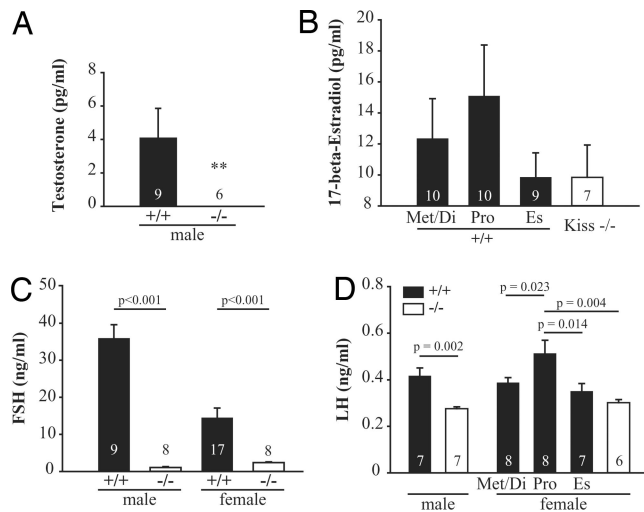 A
Testosterone (pg/ml)
8
6
4
2
0
**
9
6
+/+
-/-
male
B
17-beta-Estradiol (pg/ml)
20
18
16
14
12
10
8
10
10
9
7
Met/Di
Pro
Es
Kiss -/-
+/+
C
FSH (ng/ml)
50
40
30
20
10
0
p<0.001
p<0.001
9
8
17
8
+/+
-/-
+/+
-/-
male
female
D
LH (ng/ml)
0.8
0.6
0.4
0.2
0
+/+
-/-
p = 0.023
p = 0.004
p = 0.014
p = 0.002
7
7
8
8
7
6
Met/Di
Pro
Es
male
female